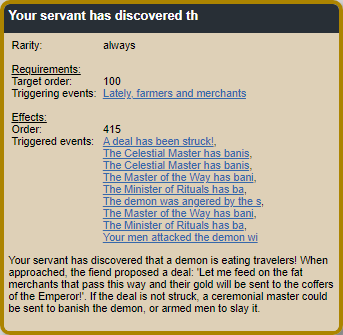 Your servant has discovered th
Rarity: always
Requirements:
Target order: 100
Triggering events: Lately, farmers and merchants
Effects:
Order: 415
Triggered events: A deal has been struck!,
The Celestial Master has banis,
The Celestial Master has banis,
The Master of the Way has bani,
The Minister of Rituals has ba,
The demon was angered by the s,
The Master of the Way has bani,
The Minister of Rituals has ba,
Your men attacked the demon wi
Your servant has discovered that a demon is eating travelers! When
approached, the fiend proposed a deal: 'Let me feed on the fat
merchants that pass this way and their gold will be sent to the coffers
of the Emperor!'. If the deal is not struck, a ceremonial master could
be sent to banish the demon, or armed men to slay it.